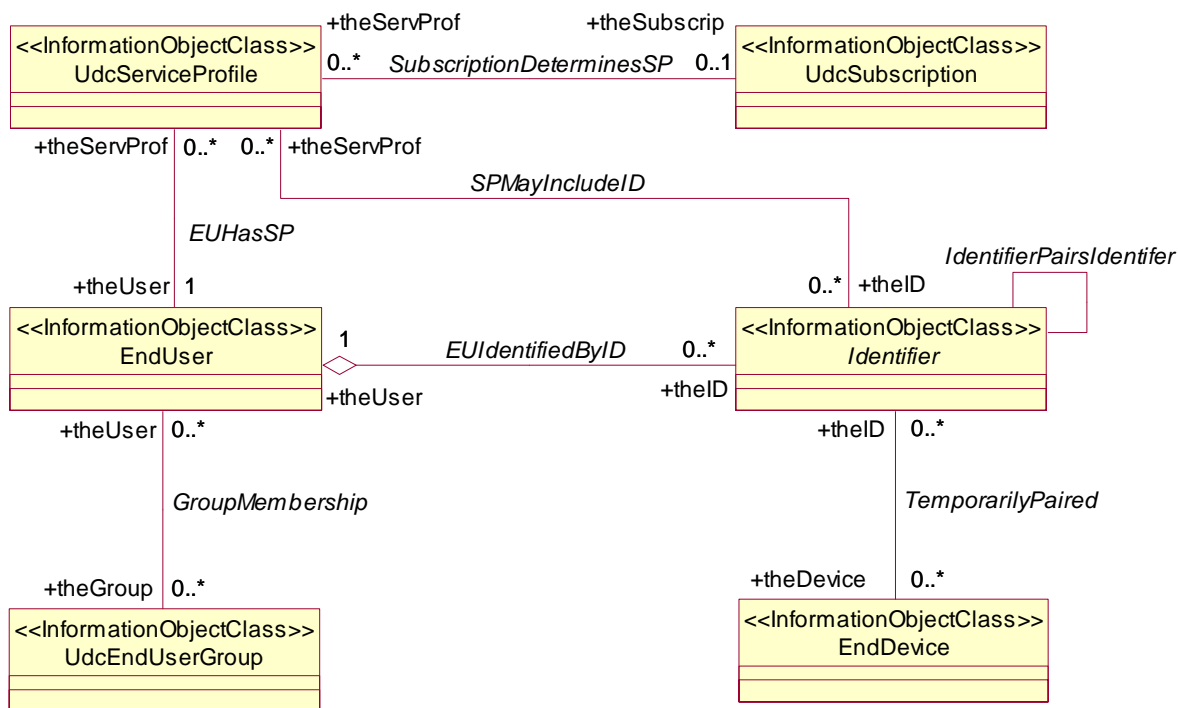 +theServProf
+theSubscrip
<<InformationObjectClass>>
UdcServiceProfile
0..*
SubscriptionDeterminesSP
0..1
<<InformationObjectClass>>
UdcSubscription
+theServProf
0..*
0..*
+theServProf
SPMayIncludeID
EUHasSP
IdentifierPairsIdentifer
+theUser
1
0..*
+theID
<<InformationObjectClass>>
EndUser
1
EUIdentifiedByID
0..*
<<InformationObjectClass>>
Identifier
+theUser
+theID
+theUser
0..*
+theID
0..*
GroupMembership
TemporarilyPaired
+theGroup
0..*
+theDevice
0..*
<<InformationObjectClass>>
UdcEndUserGroup
<<InformationObjectClass>>
EndDevice